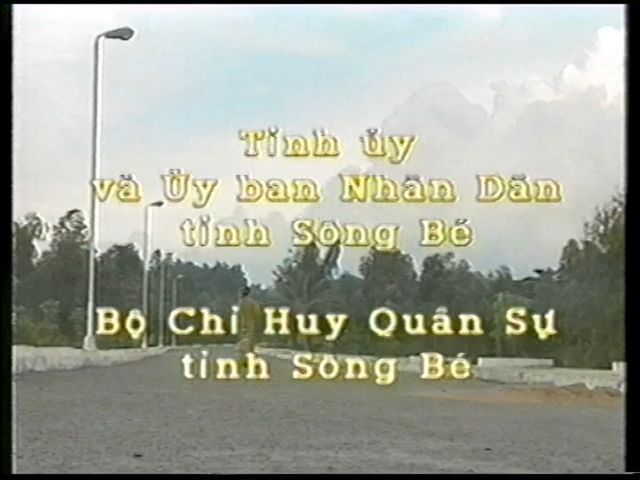 Tỉnh ủy
và Ủy ban Nhân Dân
tỉnh Sông Bé
Bộ Chỉ Huy Quân Sự
tỉnh Sông Bé